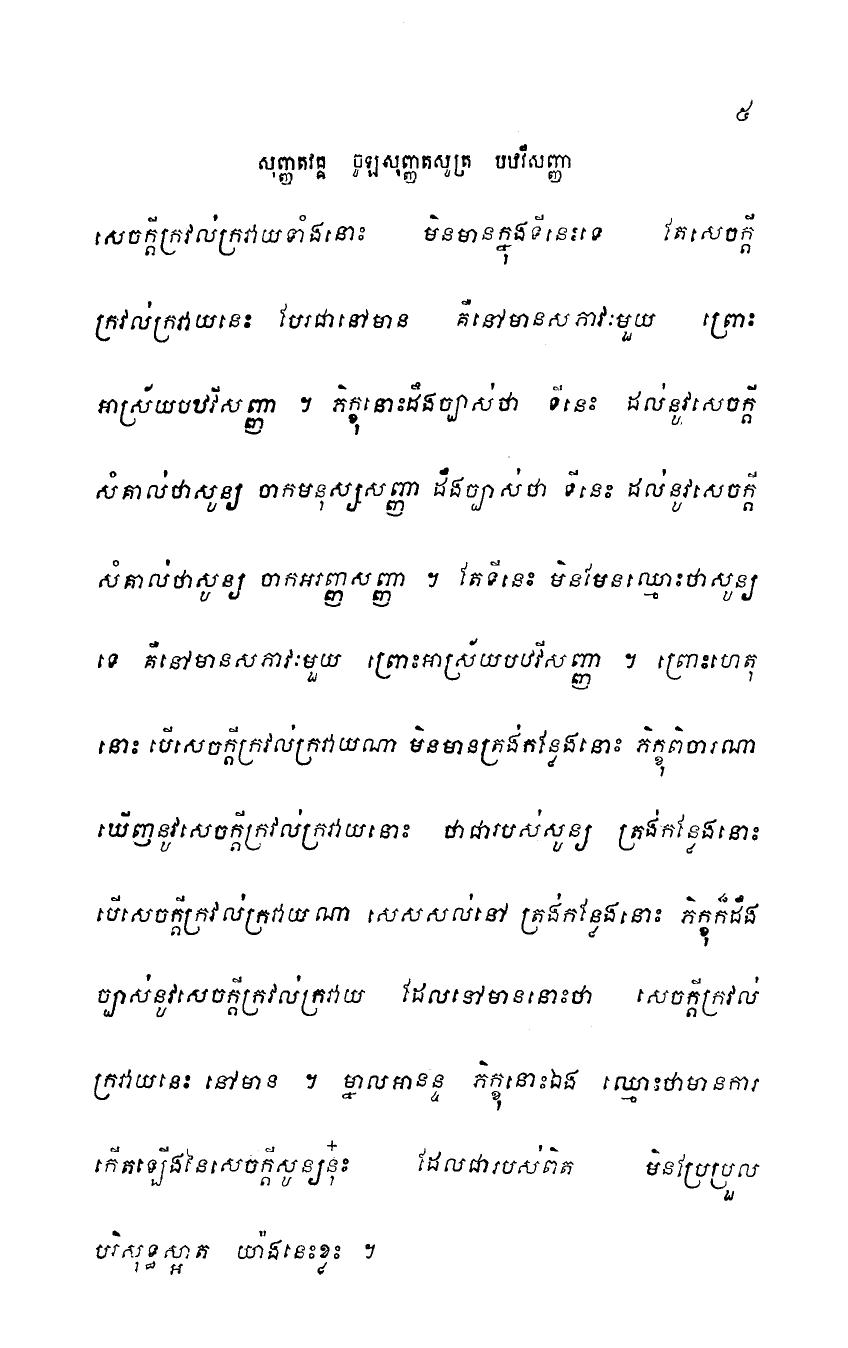 ៥
សុញ្ញតវគ្គ ចូឡសុញ្ញតសូត្រ បឋវីសញ្ញា
សេចក្តីក្រវល់ក្រវាយទាំងនោះ មិនមានក្នុងទីនេះទេ តែសេចក្តី
ក្រវល់ក្រវាយនេះ បែរជានៅមាន គឺនៅមានសភាវៈមួយ ព្រោះ
អាស្រ័យបឋវីសញ្ញា ។ ភិក្ខុនោះដឹងច្បាស់ថា ទីនេះ ដល់នូវសេចក្តី
សំគាល់ថាសូន្យ ចាកមនុស្សសញ្ញា ដឹងច្បាស់ថា ទីនេះ ដល់នូវសេចក្តី
សំគាល់ថាសូន្យ ចាកអរញ្ញសញ្ញា ។ តែទីនេះ មិនមែនឈ្មោះថាសូន្យ
ទេ គឺនៅមានសភាវៈមួយ ព្រោះអាស្រ័យបឋវីសញ្ញា ។ ព្រោះហេតុ
នោះ បើសេចក្តីក្រវល់ក្រវាយណា មិនមានត្រង់កន្លែងនោះ ភិក្ខុពិចារណា
ឃើញនូវសេចក្តីក្រវល់ក្រវាយនោះ ថាជារបស់សូន្យ ត្រង់កន្លែងនោះ
បើសេចក្តីក្រវល់ក្រវាយណា សេសសល់នៅ ត្រង់កន្លែងនោះ ភិក្ខុក៏ដឹង
ច្បាស់នូវសេចក្តីក្រវល់ក្រវាយ ដែលនៅមាននោះថា សេចក្តីក្រវល់
ក្រវាយនេះ នៅមាន ។ ម្នាលអានន្ទ ភិក្ខុនោះឯង ឈ្មោះថាមានការ
កើតឡើងនៃសេចក្តីសូន្យនុ៎ះ ដែលជារបស់ពិត មិនប្រែប្រួល
បរិសុទ្ធស្អាត យ៉ាងនេះខ្លះ ។